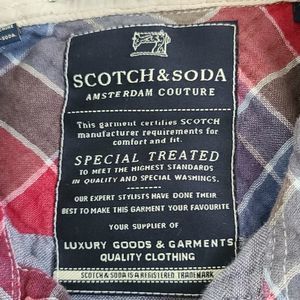 SCOTCH & SODA
AMSTERDAM COUTURE
This garment certifies SCOTCH
manufacturer requirements for
comfort and fit.
SPECIAL TREATED
TO MEET THE HIGHEST STANDARDS
IN QUALITY AND SPECIAL WASHINGS.
OUR EXPERT STYLISTS HAVE DONE THEIR
BEST TO MAKE THIS GARMENT YOUR FAVOURITE
YOUR SUPPLIER OF
LUXURY GOODS & GARMENTS
QUALITY CLOTHING
SCOTCH & SODA IS A REGISTERED TRADEMARK